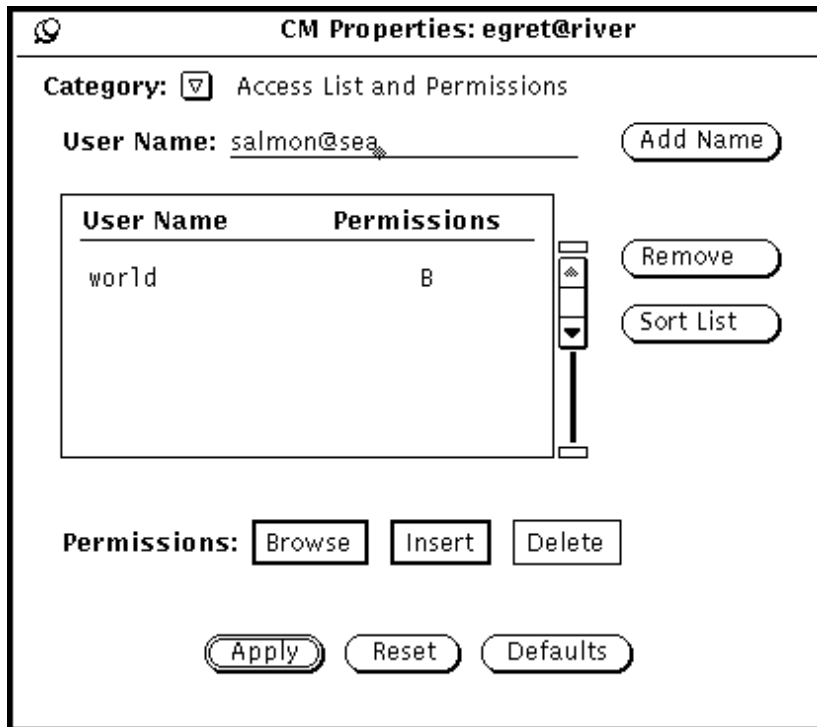 CM Properties: egret@river
Category: Access List and Permissions
User Name: salmon@sea Add Name
User Name Permissions
world B
Remove
Sort List
Permissions: Browse Insert Delete
Apply Reset Defaults